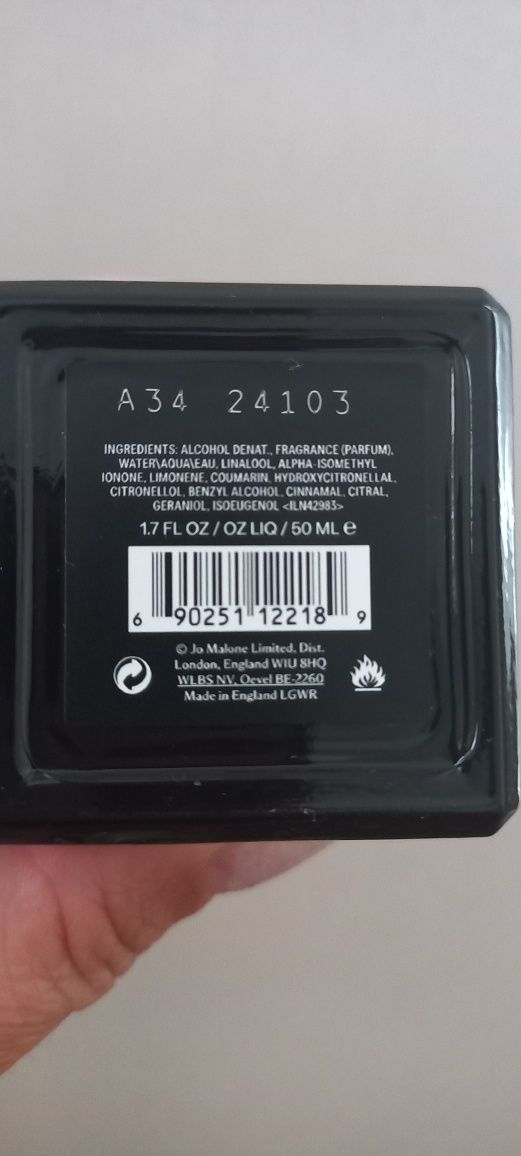 A34 24103
INGREDIENTS: ALCOHOL DENAT., FRAGRANCE (PARFUM),
WATER\AQUA\EAU, LINALOOL, ALPHA-ISOMETHYL
IONONE, LIMONENE, COUMARIN, HYDROXYCITRONELLAL,
CITRONELLOL, BENZYL ALCOHOL, CINNAMAL, CITRAL,
GERANIOL, ISOEUGENOL <ILN42983>
1.7 FL OZ / OZ LIQ / 50 ML ℮
6 90251 12218 9
© Jo Malone Limited, Dist.
London, England W1U 8HQ
WLBS NV, Oevel BE-2260
Made in England LGWR